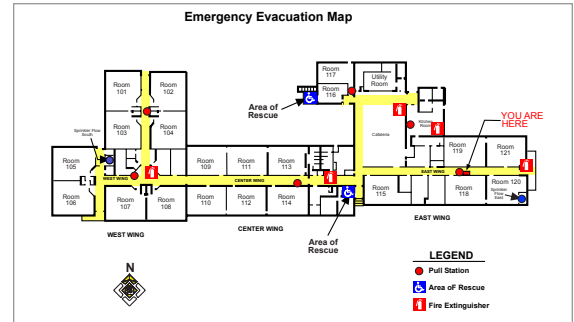 Emergency Evacuation Map
Room
101
Room
102
Room
117
Room
116
Utility
Room
Area of
Rescue
Sprinkler Flow
South
Room
103
Room
104
Cafeteria
Kitchen
Room
YOU ARE
HERE
Room
105
Room
106
WEST WING
Room
107
Room
108
Room
109
Room
111
Room
113
CENTER WING
Room
110
Room
112
Room
114
Room
119
Room
121
EAST WING
Room
115
Room
118
Room 120
Sprinkler
Flow
East
WEST WING
CENTER WING
Area of
Rescue
EAST WING
N
LEGEND
Pull Station
Area of Rescue
Fire Extinguisher